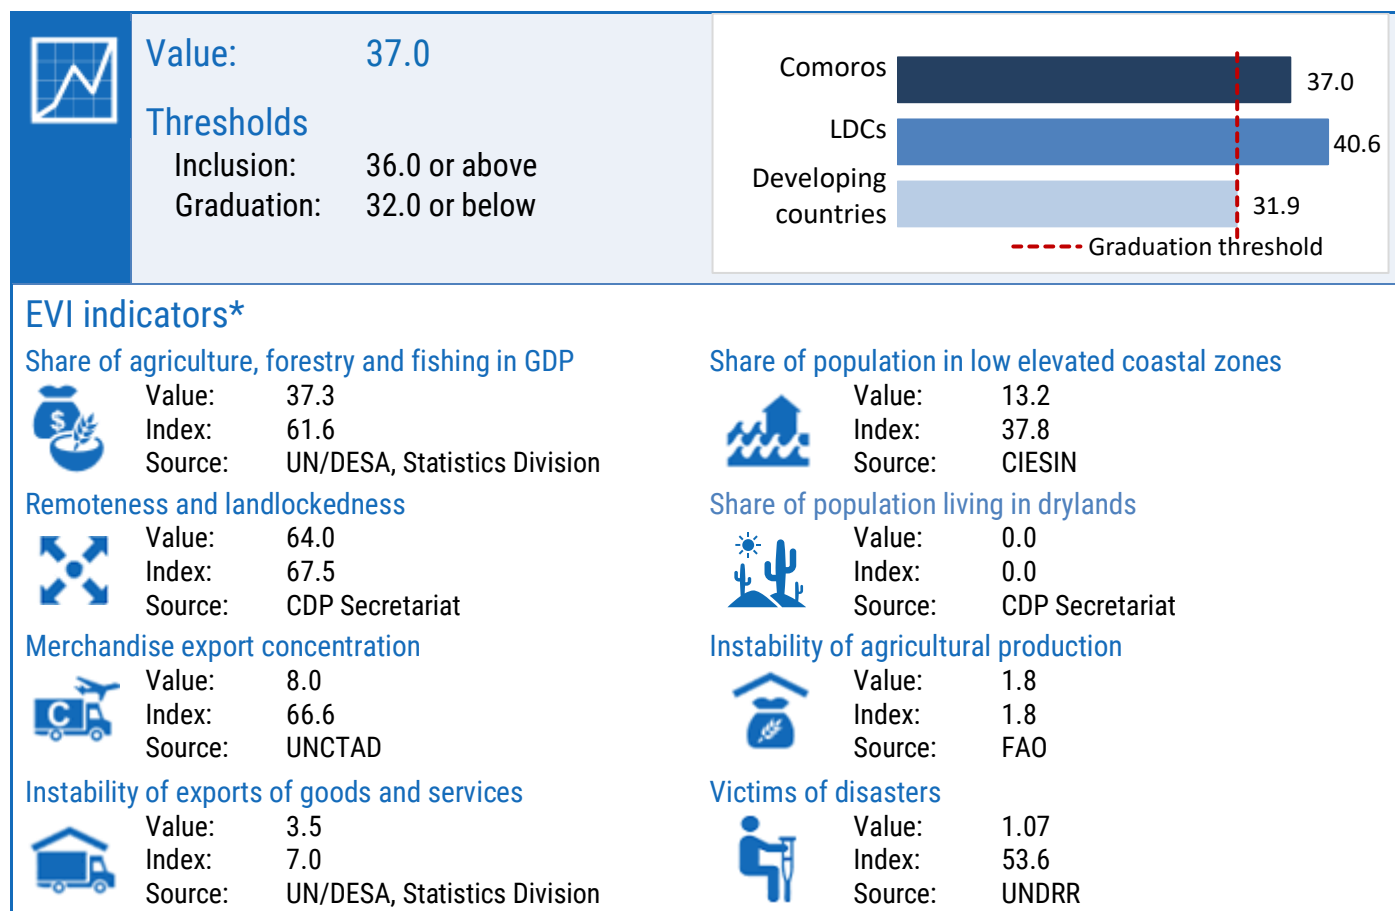 Value: 37.0
Thresholds
Inclusion: 36.0 or above
Graduation: 32.0 or below
Comoros 37.0
LDCs 40.6
Developing
countries 31.9
Graduation threshold
EVI indicators*
Share of agriculture, forestry and fishing in GDP
$
Value: 37.3
Index: 61.6
Source: UN/DESA, Statistics Division
Remoteness and landlockedness
Value: 64.0
Index: 67.5
Source: CDP Secretariat
Merchandise export concentration
C
Value: 8.0
Index: 66.6
Source: UNCTAD
Instability of exports of goods and services
Value: 3.5
Index: 7.0
Source: UN/DESA, Statistics Division
Share of population in low elevated coastal zones
Value: 13.2
Index: 37.8
Source: CIESIN
Share of population living in drylands
Value: 0.0
Index: 0.0
Source: CDP Secretariat
Instability of agricultural production
Value: 1.8
Index: 1.8
Source: FAO
Victims of disasters
Value: 1.07
Index: 53.6
Source: UNDRR